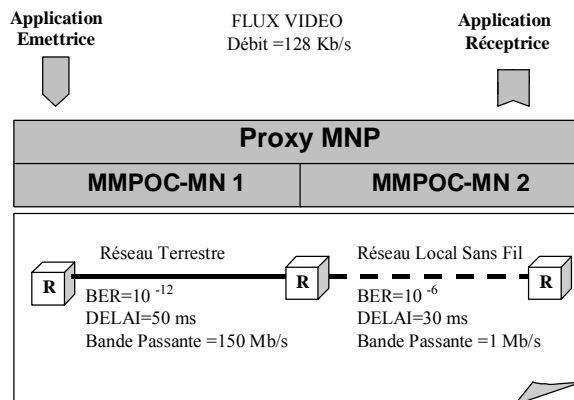 Application
Emettrice
FLUX VIDEO
Débit =128 Kb/s
Application
Réceptrice
Proxy MNP
MMPOC-MN 1
MMPOC-MN 2
Réseau Terrestre
Réseau Local Sans Fil
R
R
R
BER=10 -12
DELAI=50 ms
Bande Passante =150 Mb/s
BER=10 -6
DELAI=30 ms
Bande Passante =1 Mb/s